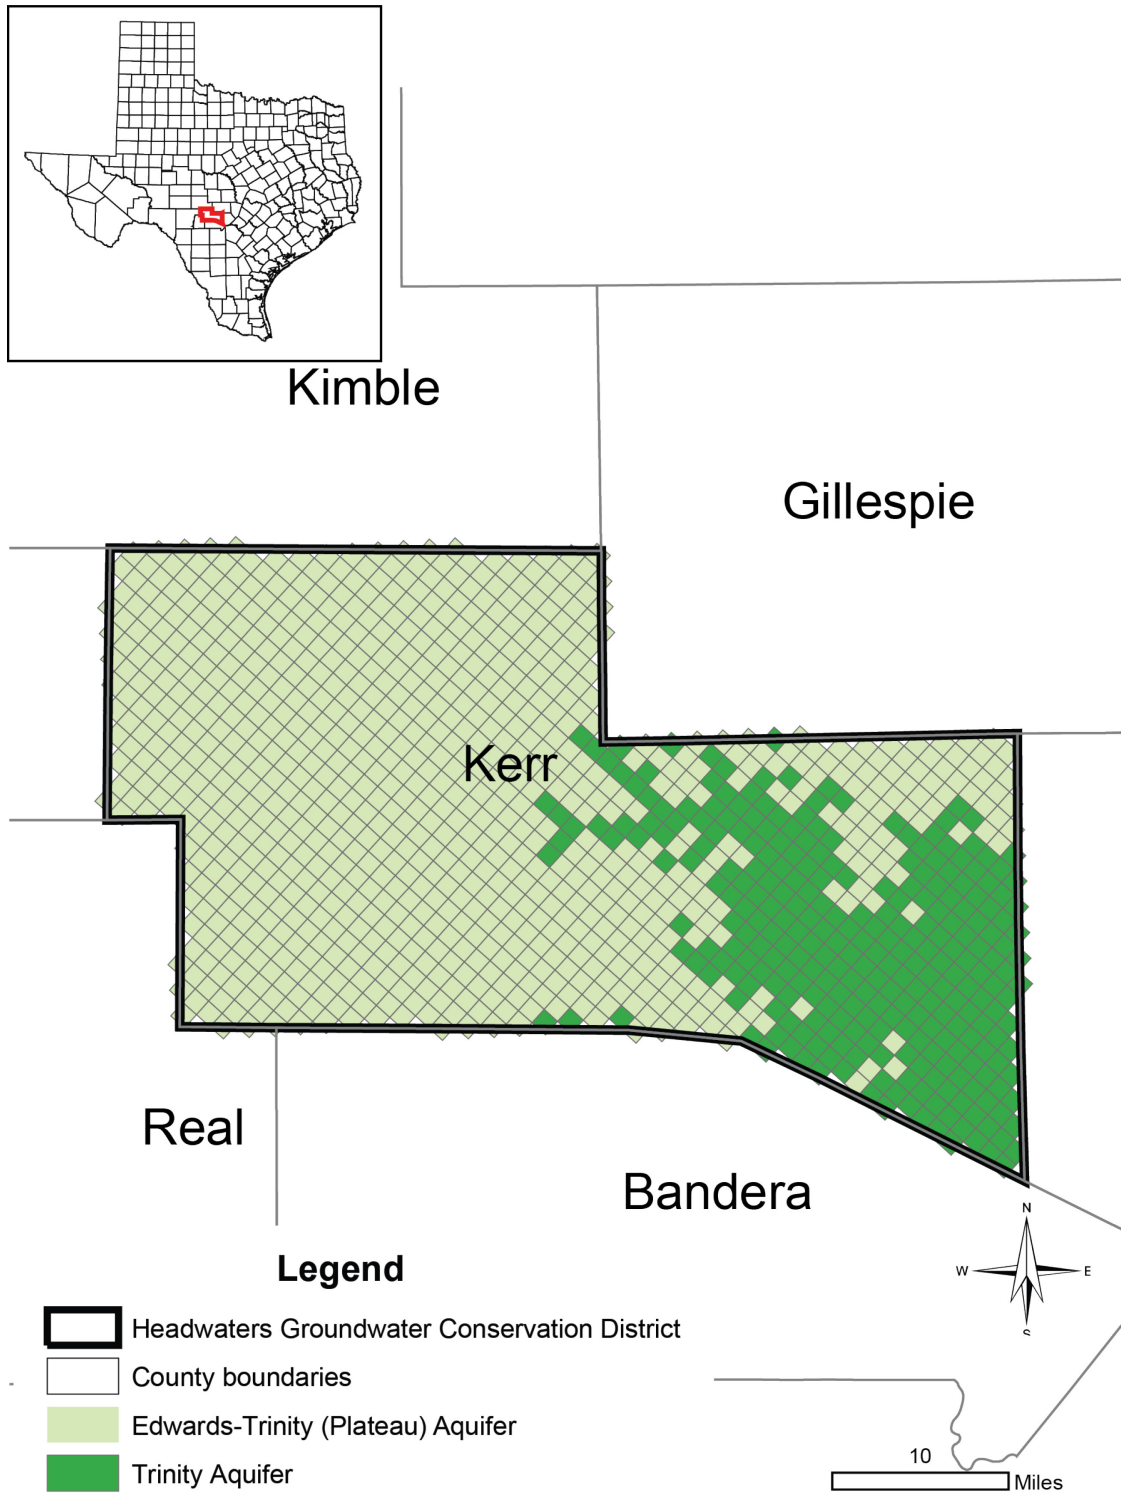 Kimble
Gillespie
Kerr
Real
Bandera
N
W E
S
Legend
Headwaters Groundwater Conservation District
County boundaries
Edwards-Trinity (Plateau) Aquifer
Trinity Aquifer
10
Miles